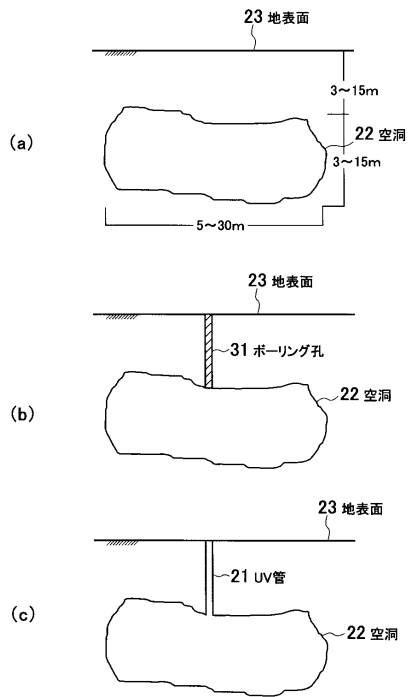 23 地表面
3～15m
(a)
22 空洞
3～15m
5～30m
23 地表面
31 ボーリング孔
22 空洞
(b)
23 地表面
21 UV管
22 空洞
(c)